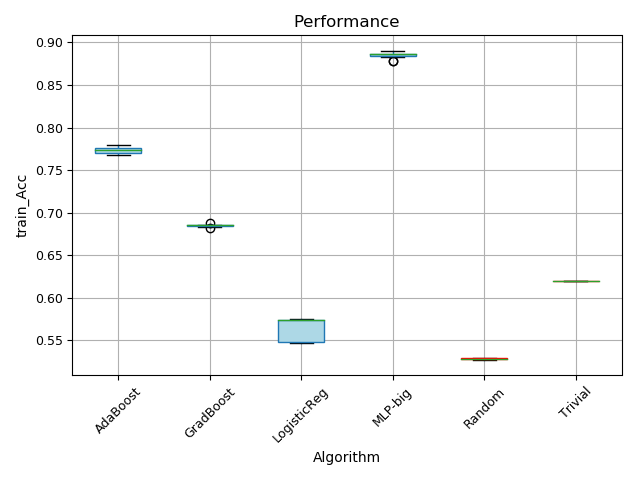 Performance
train_Acc
0.90
0.85
0.80
0.75
0.70
0.65
0.60
0.55
AdaBoost
GradBoost
LogisticReg
MLP-big
Random
Trivial
Algorithm